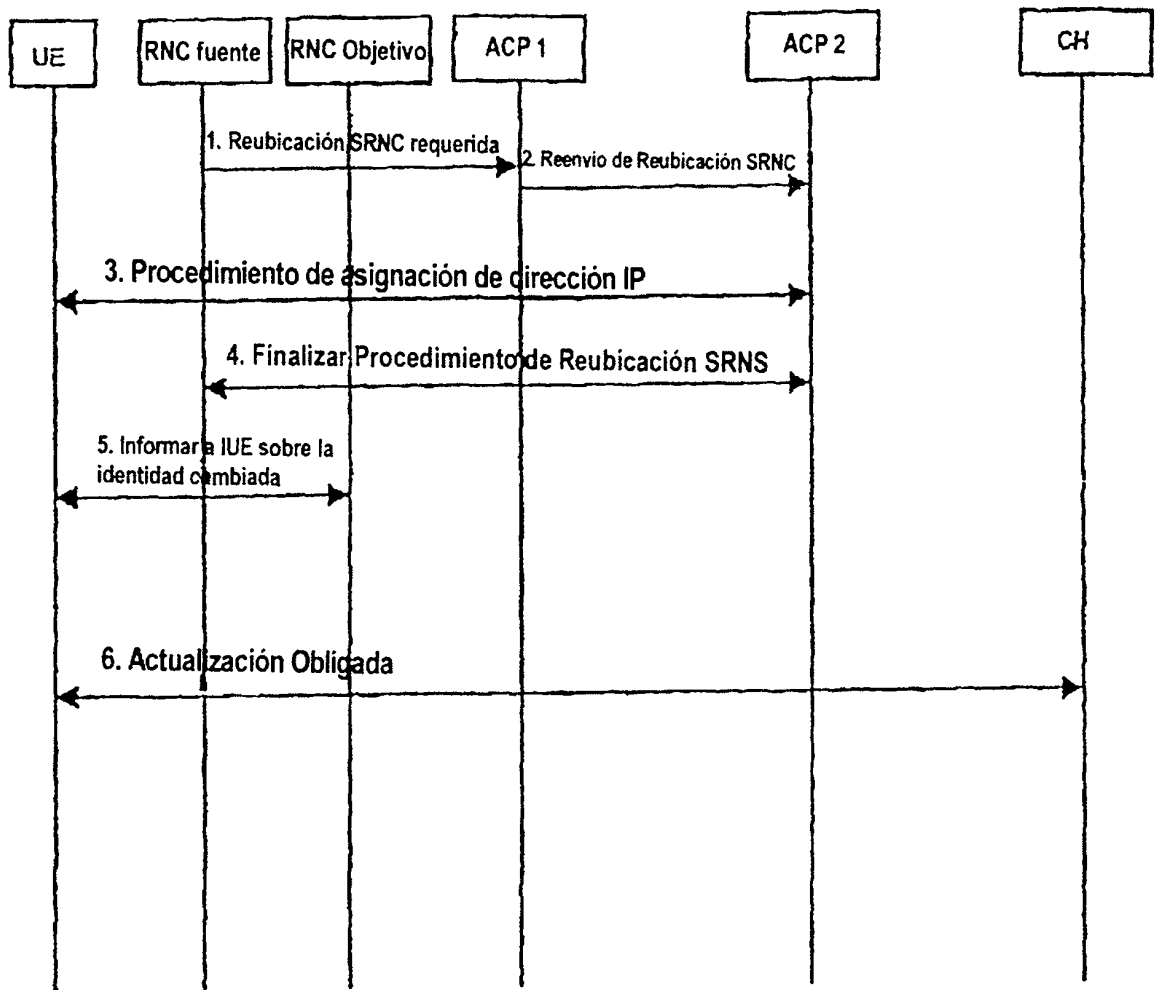 UE
RNC fuente
RNC Objetivo
ACP 1
ACP 2
CH
1. Reubicación SRNC requerida
2. Reenvio de Reubicación SRNC
3. Procedimiento de asignación de dirección IP
4. Finalizar Procedimiento de Reubicación SRNS
5. Informar a IUE sobre la
identidad cambiada
6. Actualización Obligada